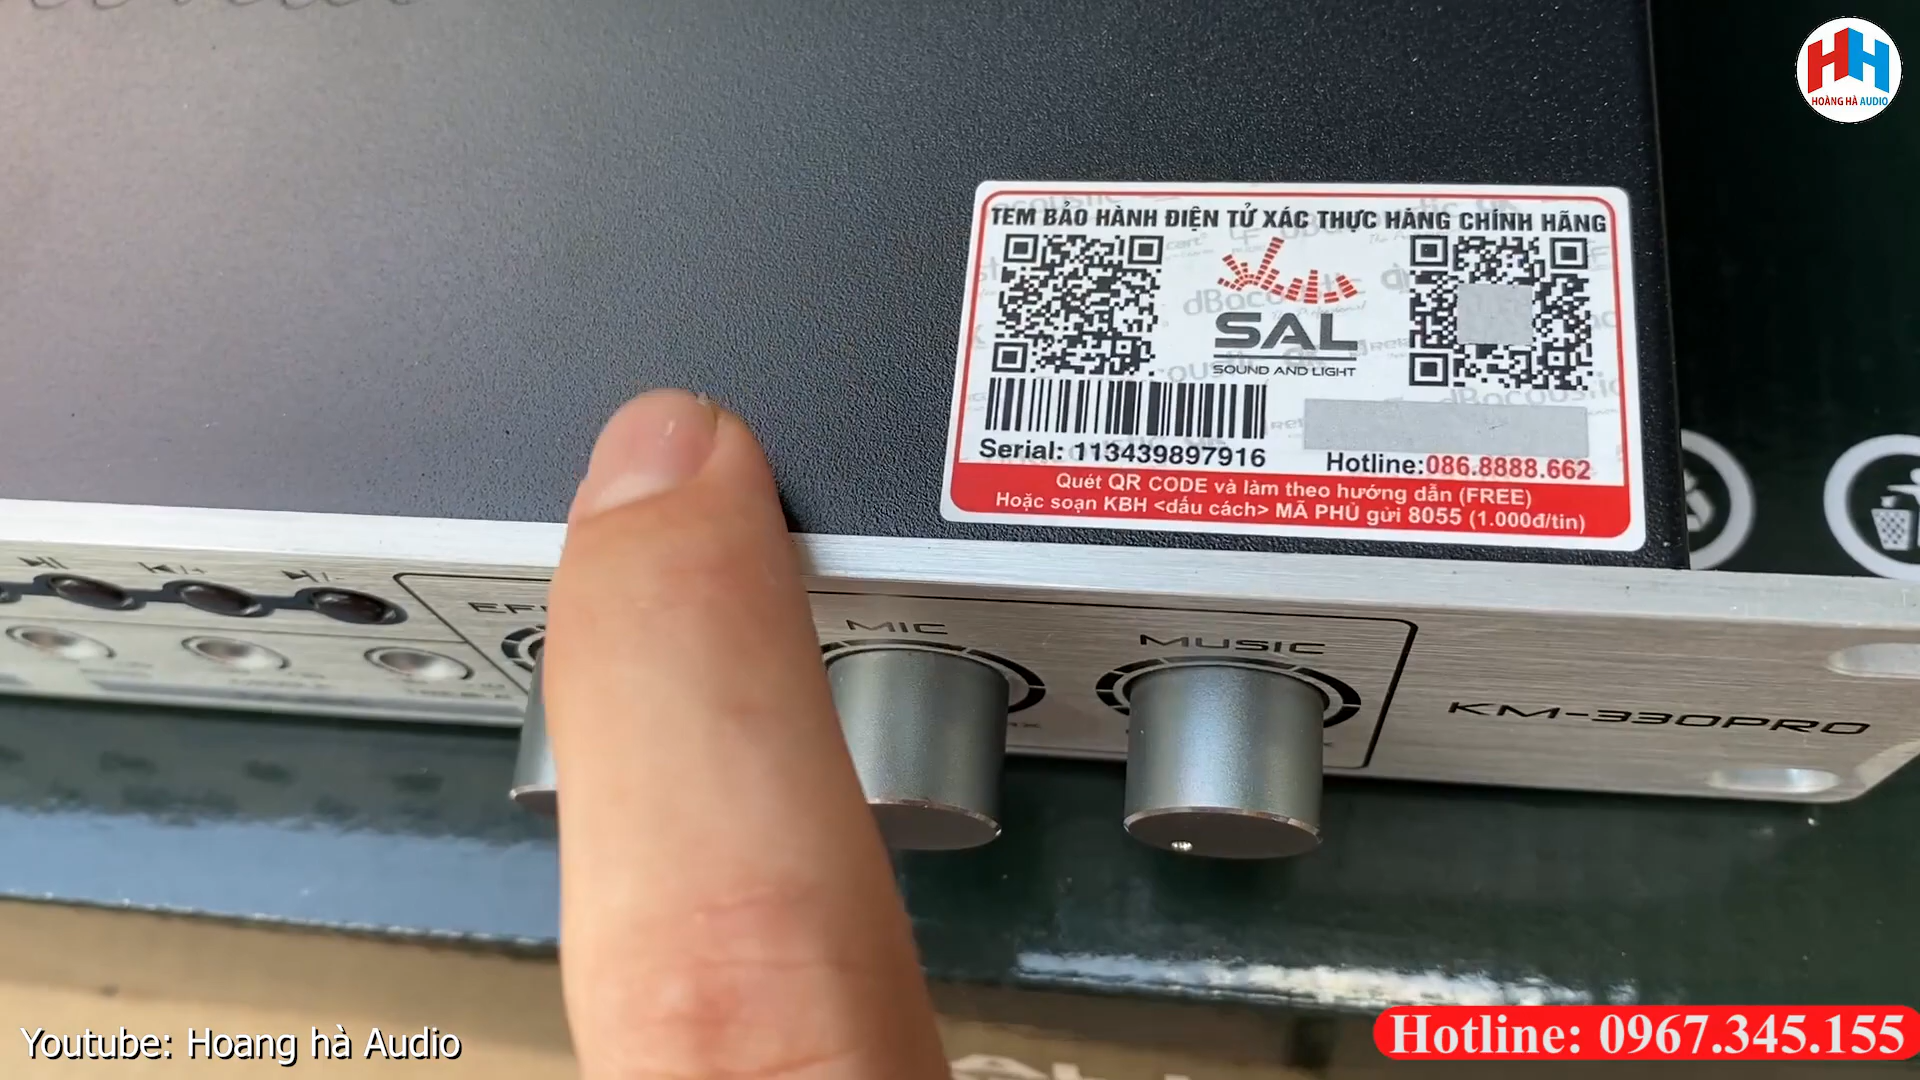 HOÀNG HÀ AUDIO
TEM BẢO HÀNH ĐIỆN TỬ XÁC THỰC HÀNG CHÍNH HÃNG
SAL
SOUND AND LIGHT
Serial: 113439897916
Hotline:086.8888.662
Quét QR CODE và làm theo hướng dẫn (FREE)
Hoặc soạn KBH <dấu cách> MÃ PHỦ gửi 8055 (1.000đ/tin)
MIC
MUSIC
KM-330PRO
Youtube: Hoang hà Audio
Hotline: 0967.345.155